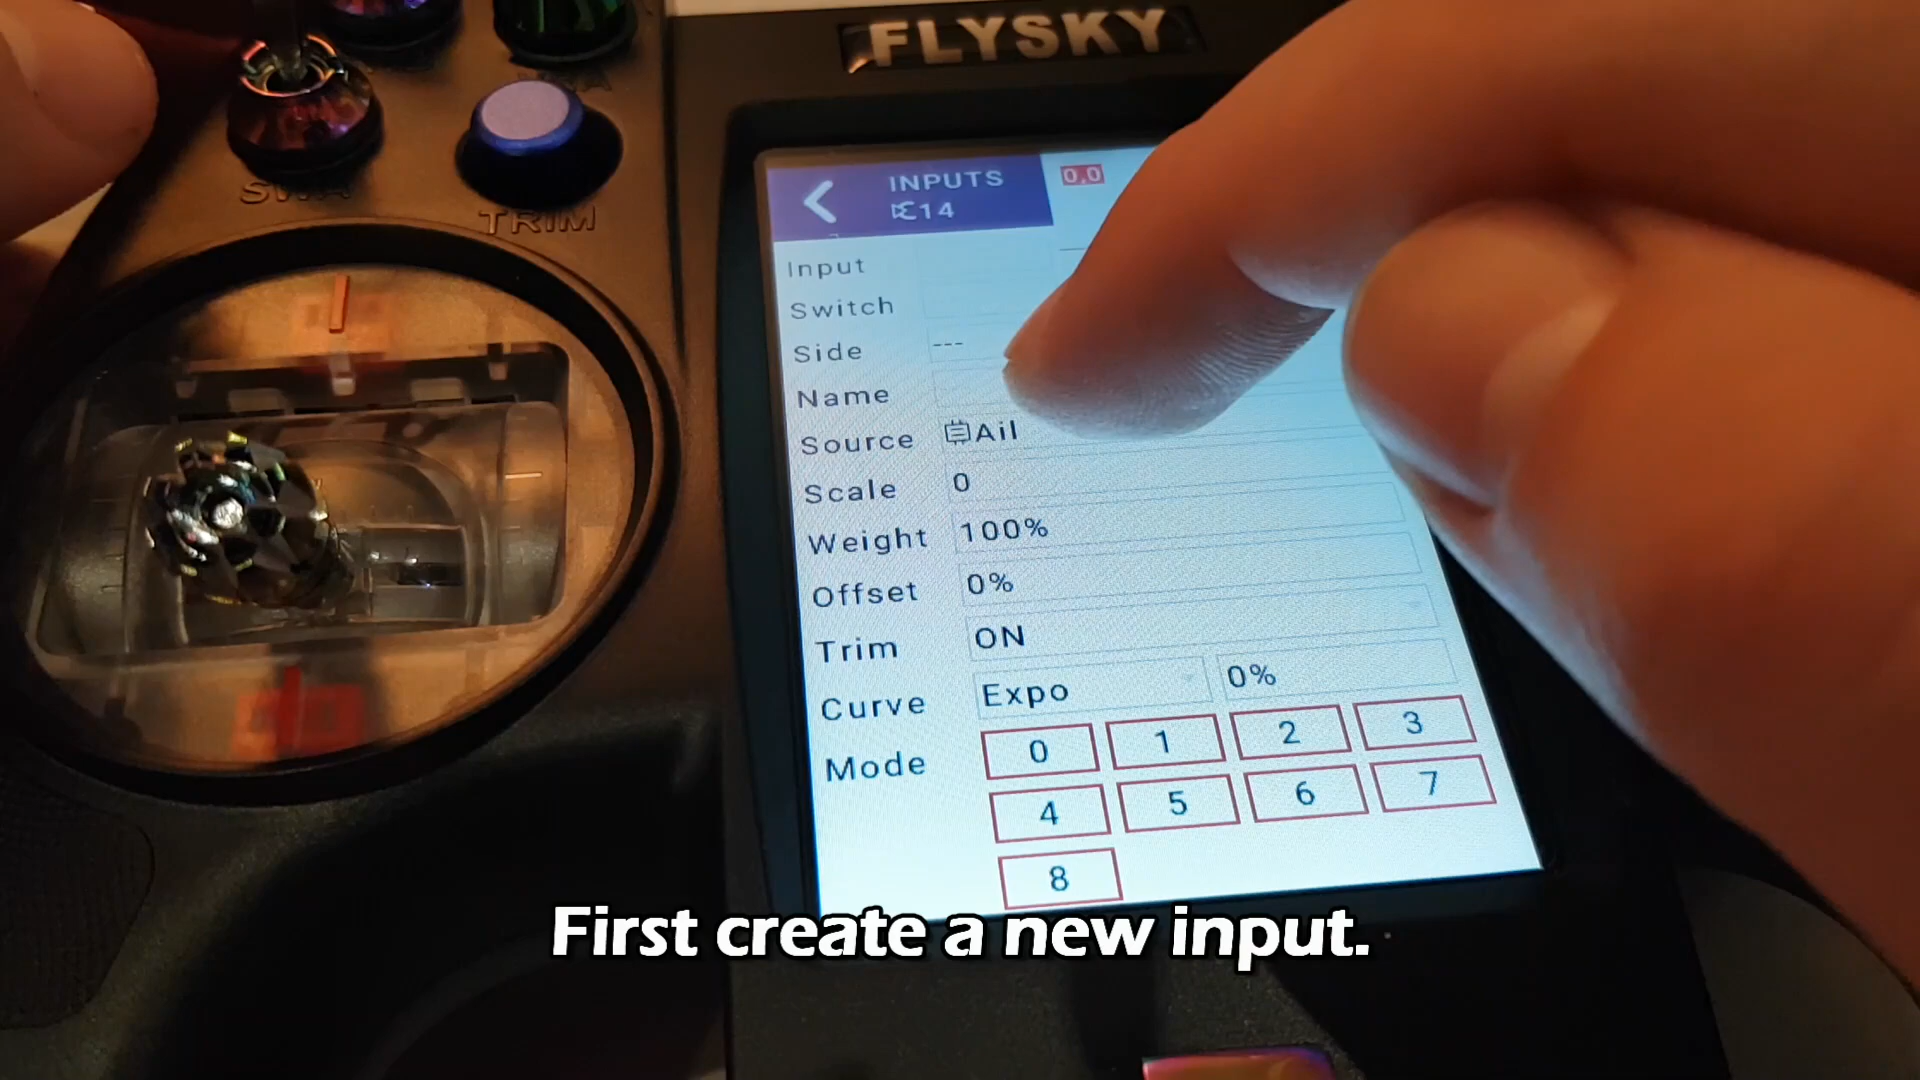 FLYSKY
SWA
TRIM
INPUTS
14
0,0
Input
Switch
Side ---
Name
Source Ail
Scale 0
Weight 100%
Offset 0%
Trim ON
Curve Expo 0%
Mode 0 1 2 3
4 5 6 7
8
First create a new input.